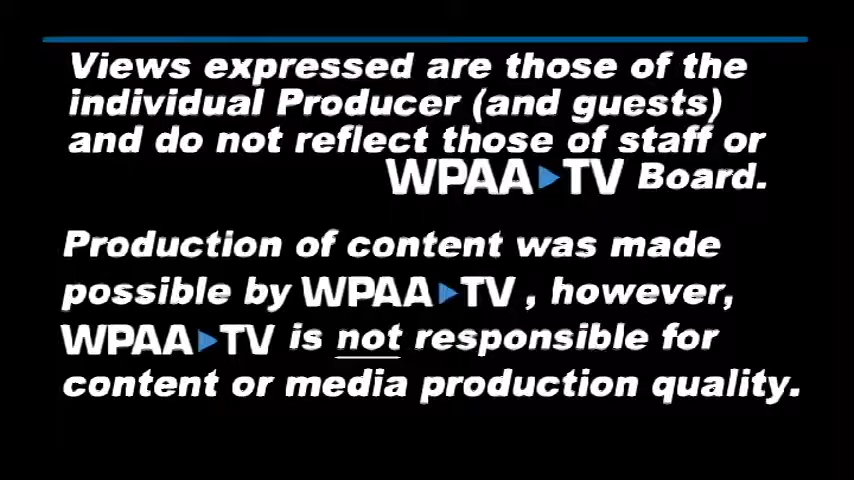 Views expressed are those of the
individual Producer (and guests)
and do not reflect those of staff or
WPAA▶TV Board.
Production of content was made
possible by WPAA▶TV , however,
WPAA▶TV is not responsible for
content or media production quality.